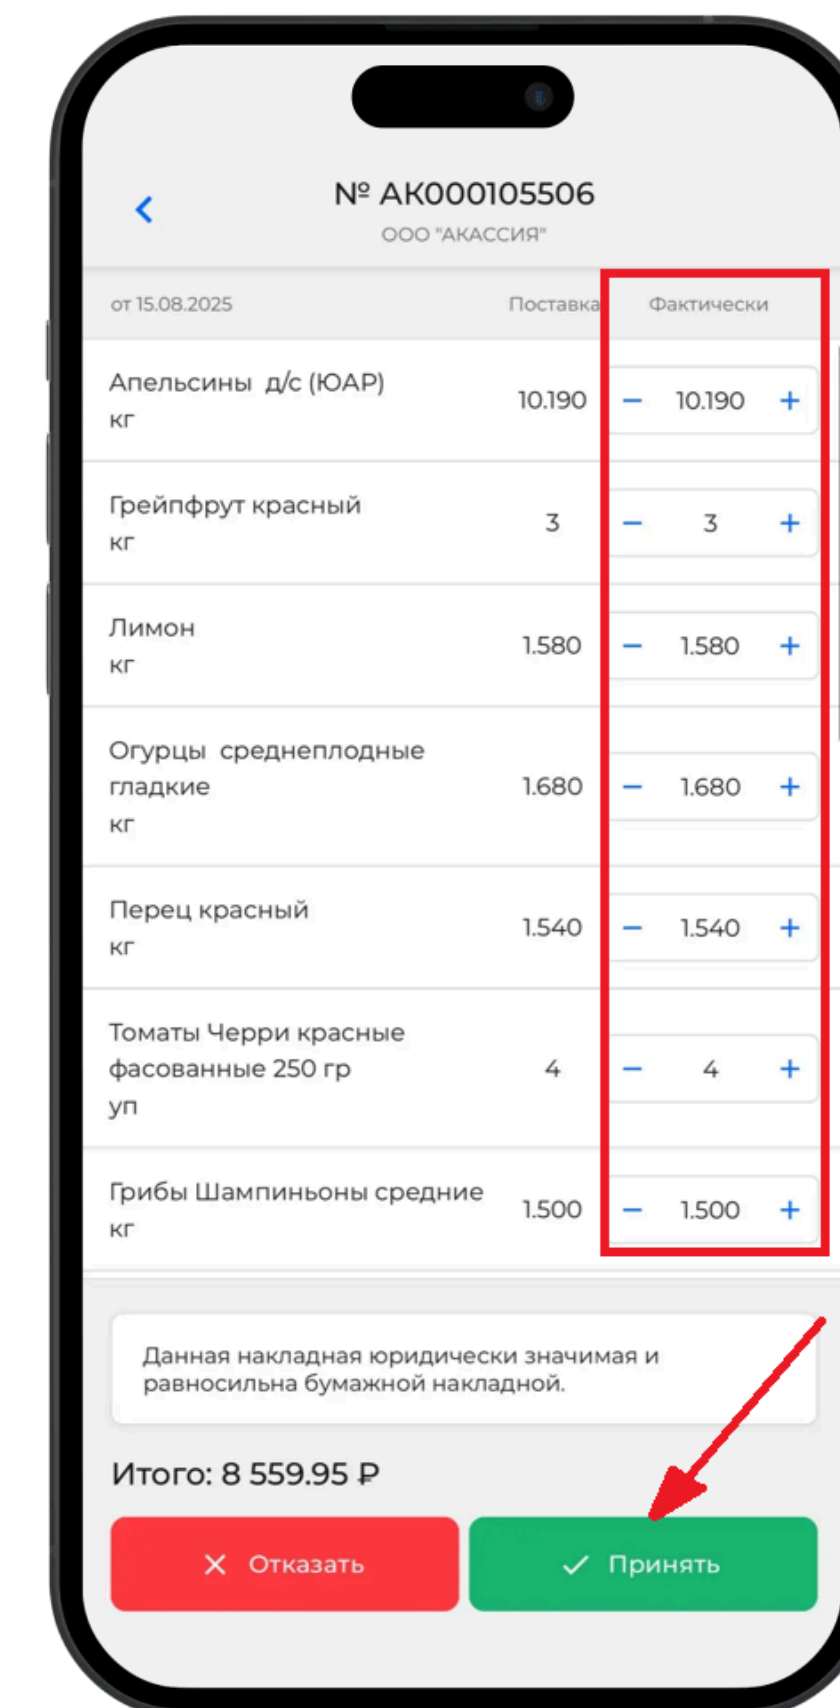 № АК000105506
ООО "АКАССИЯ"
от 15.08.2025 Поставка Фактически
Апельсины д/с (ЮАР)
кг
10.190 − 10.190 +
Грейпфрут красный
кг
3 − 3 +
Лимон
кг
1.580 − 1.580 +
Огурцы среднеплодные
гладкие
кг
1.680 − 1.680 +
Перец красный
кг
1.540 − 1.540 +
Томаты Черри красные
фасованные 250 гр
уп
4 − 4 +
Грибы Шампиньоны средние
кг
1.500 − 1.500 +
Данная накладная юридически значимая и
равносильна бумажной накладной.
Итого: 8 559.95 ₽
Отказать
Принять